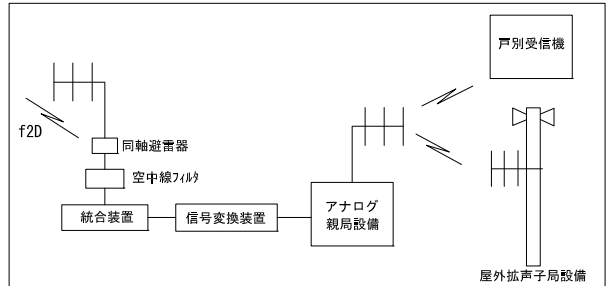 戸別受信機
f2D
同軸避雷器
空中線フィルタ
統合装置
信号変換装置
アナログ
親局設備
屋外拡声子局設備